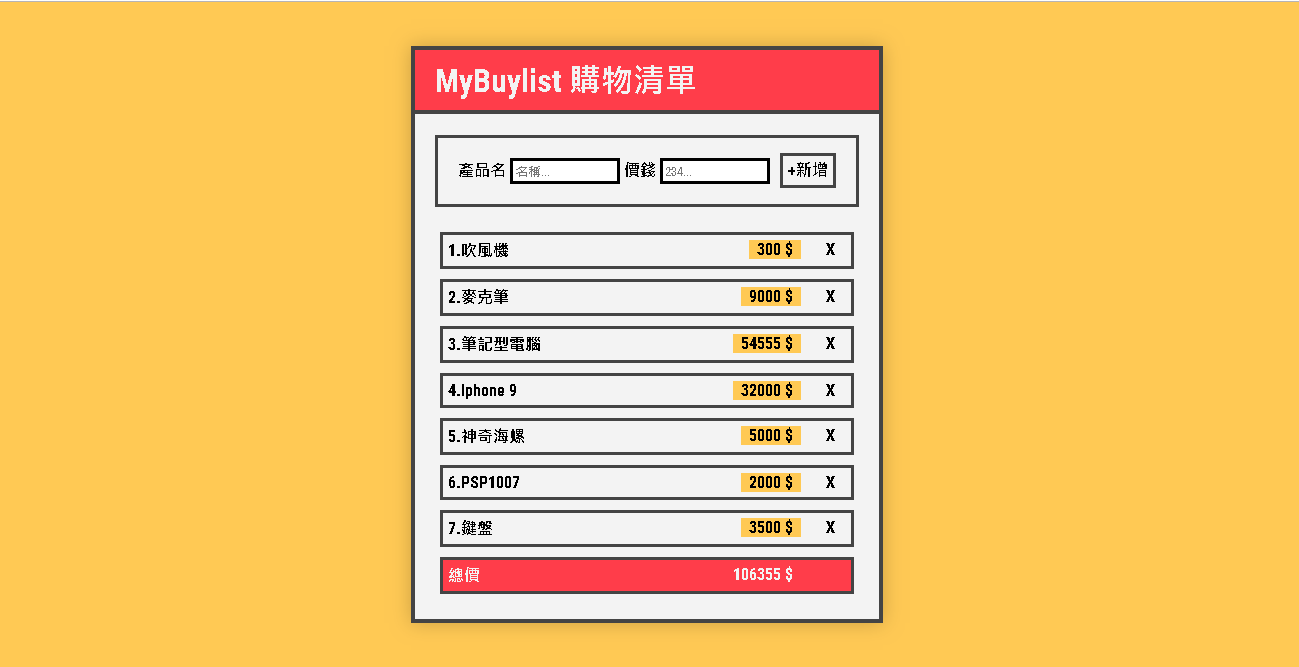 MyBuylist 購物清單
產品名 名稱... 價錢 234... +新增
1.吹風機 300 $ X
2.麥克筆 9000 $ X
3.筆記型電腦 54555 $ X
4.Iphone 9 32000 $ X
5.神奇海螺 5000 $ X
6.PSP1007 2000 $ X
7.鍵盤 3500 $ X
總價 106355 $